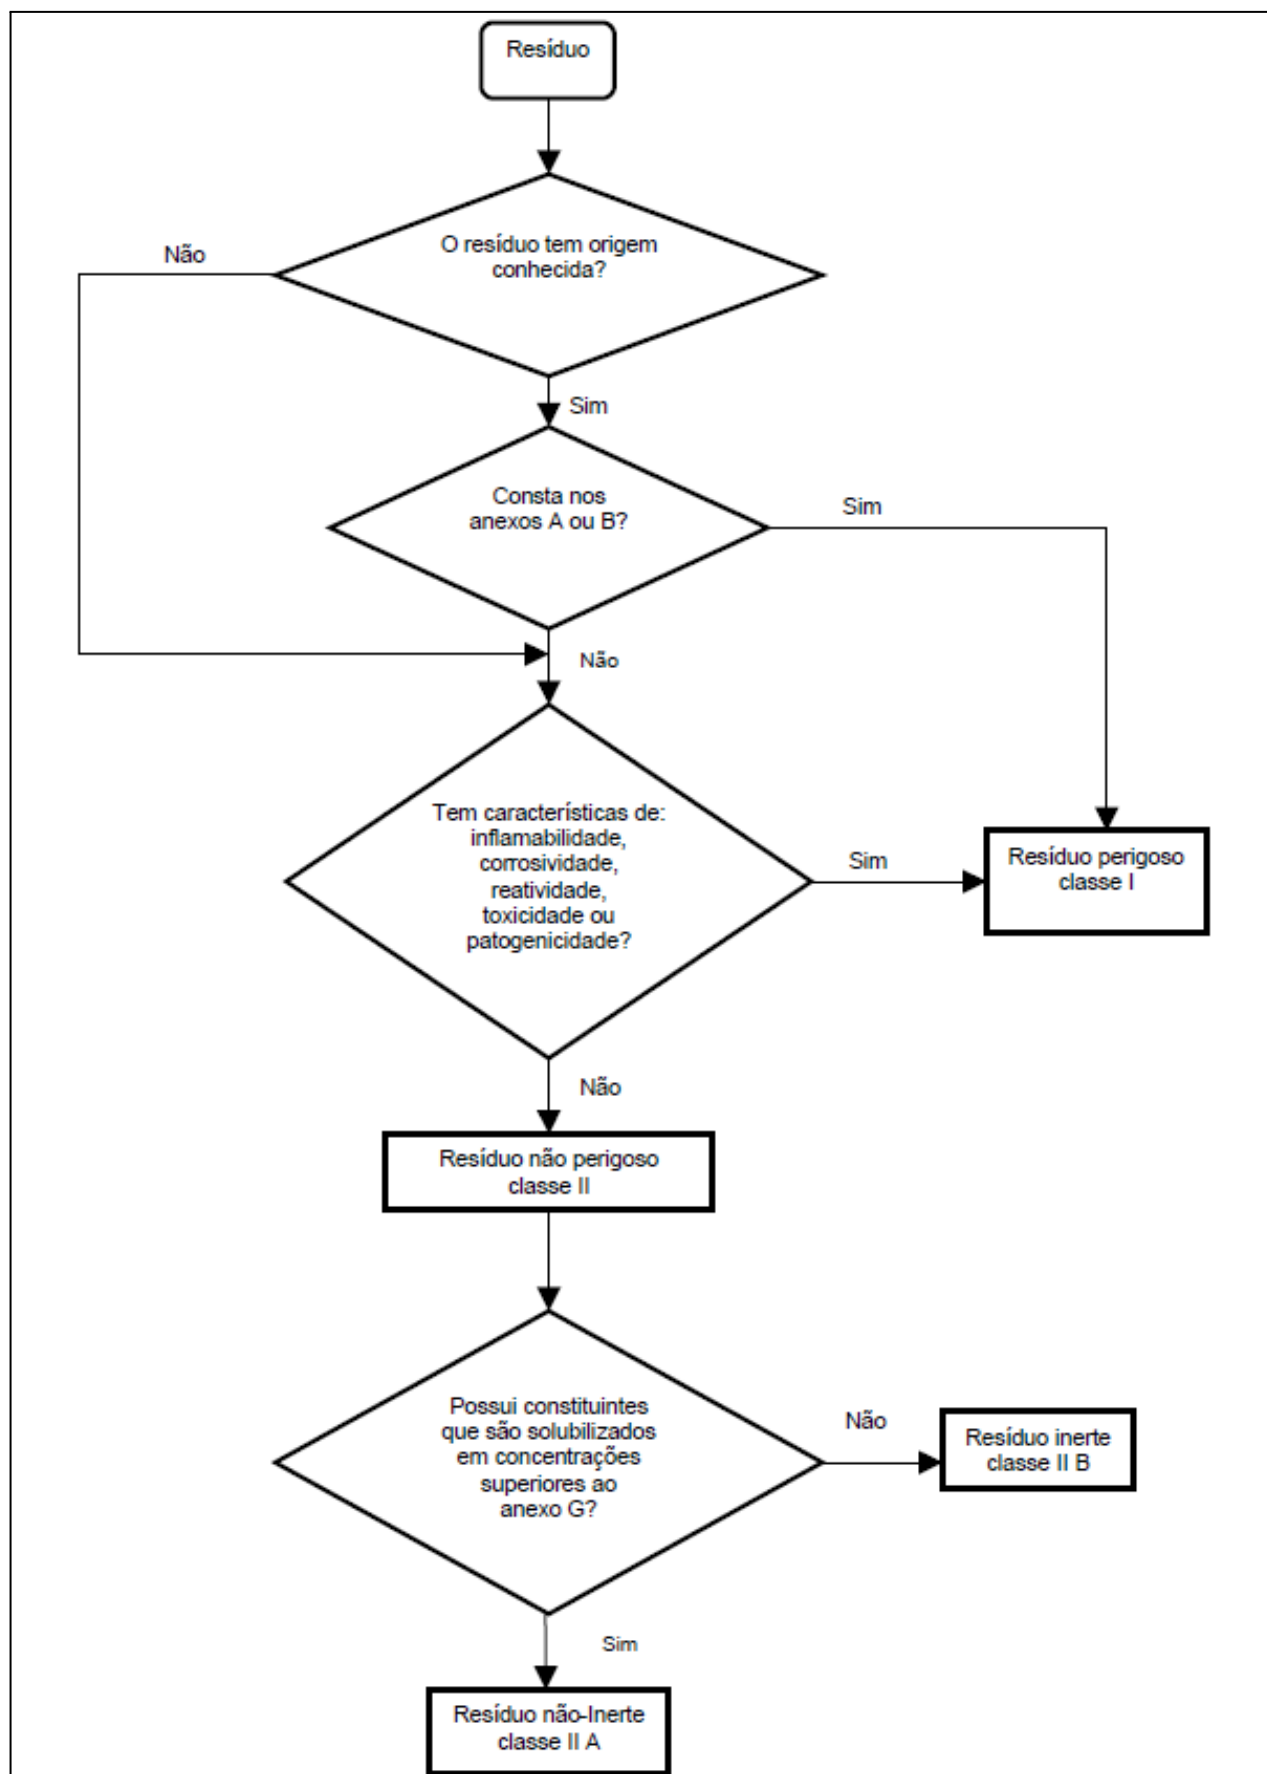 Resíduo
O resíduo tem origem
conhecida?
Não
Sim
Consta nos
anexos A ou B?
Sim
Não
Tem características de:
inflamabilidade,
corrosividade,
reatividade,
toxicidade ou
patogenicidade?
Sim
Resíduo perigoso
classe I
Não
Resíduo não perigoso
classe II
Possui constituintes
que são solubilizados
em concentrações
superiores ao
anexo G?
Não
Resíduo inerte
classe II B
Sim
Resíduo não-Inerte
classe II A